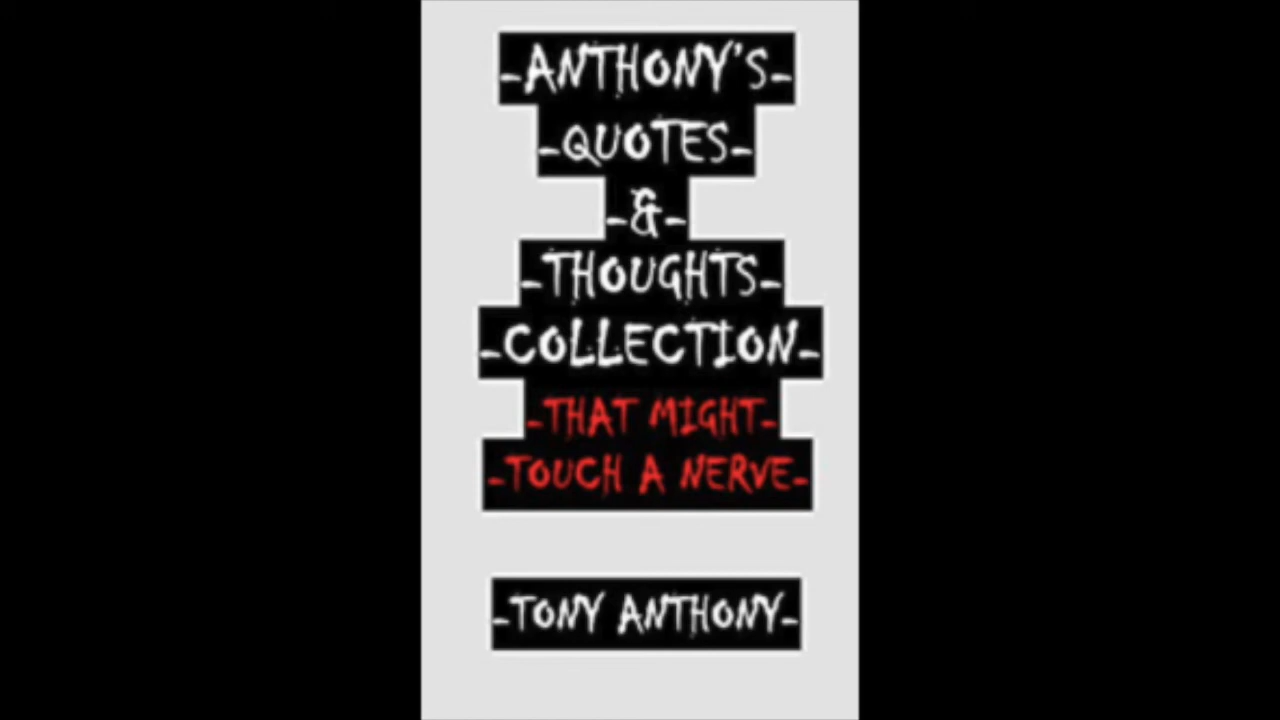 -ANTHONY'S-
-QUOTES-
-&-
-THOUGHTS-
-COLLECTION-
-THAT MIGHT-
-TOUCH A NERVE-
-TONY ANTHONY-